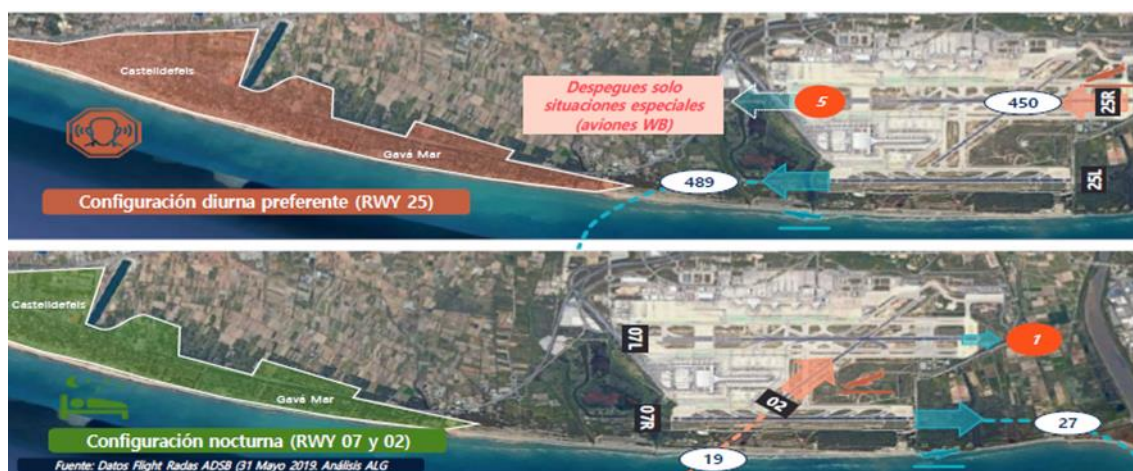 Castelldefels
Despegues solo
situaciones especiales
(aviones WB)
5
450
25R
Gavá Mar
489
25L
Configuración diurna preferente (RWY 25)
Castelldefels
07L
1
02
Gavá Mar
07R
27
Configuración nocturna (RWY 07 y 02)
19
Fuente: Datos Flight Radas ADSB (31 Mayo 2019. Análisis ALG